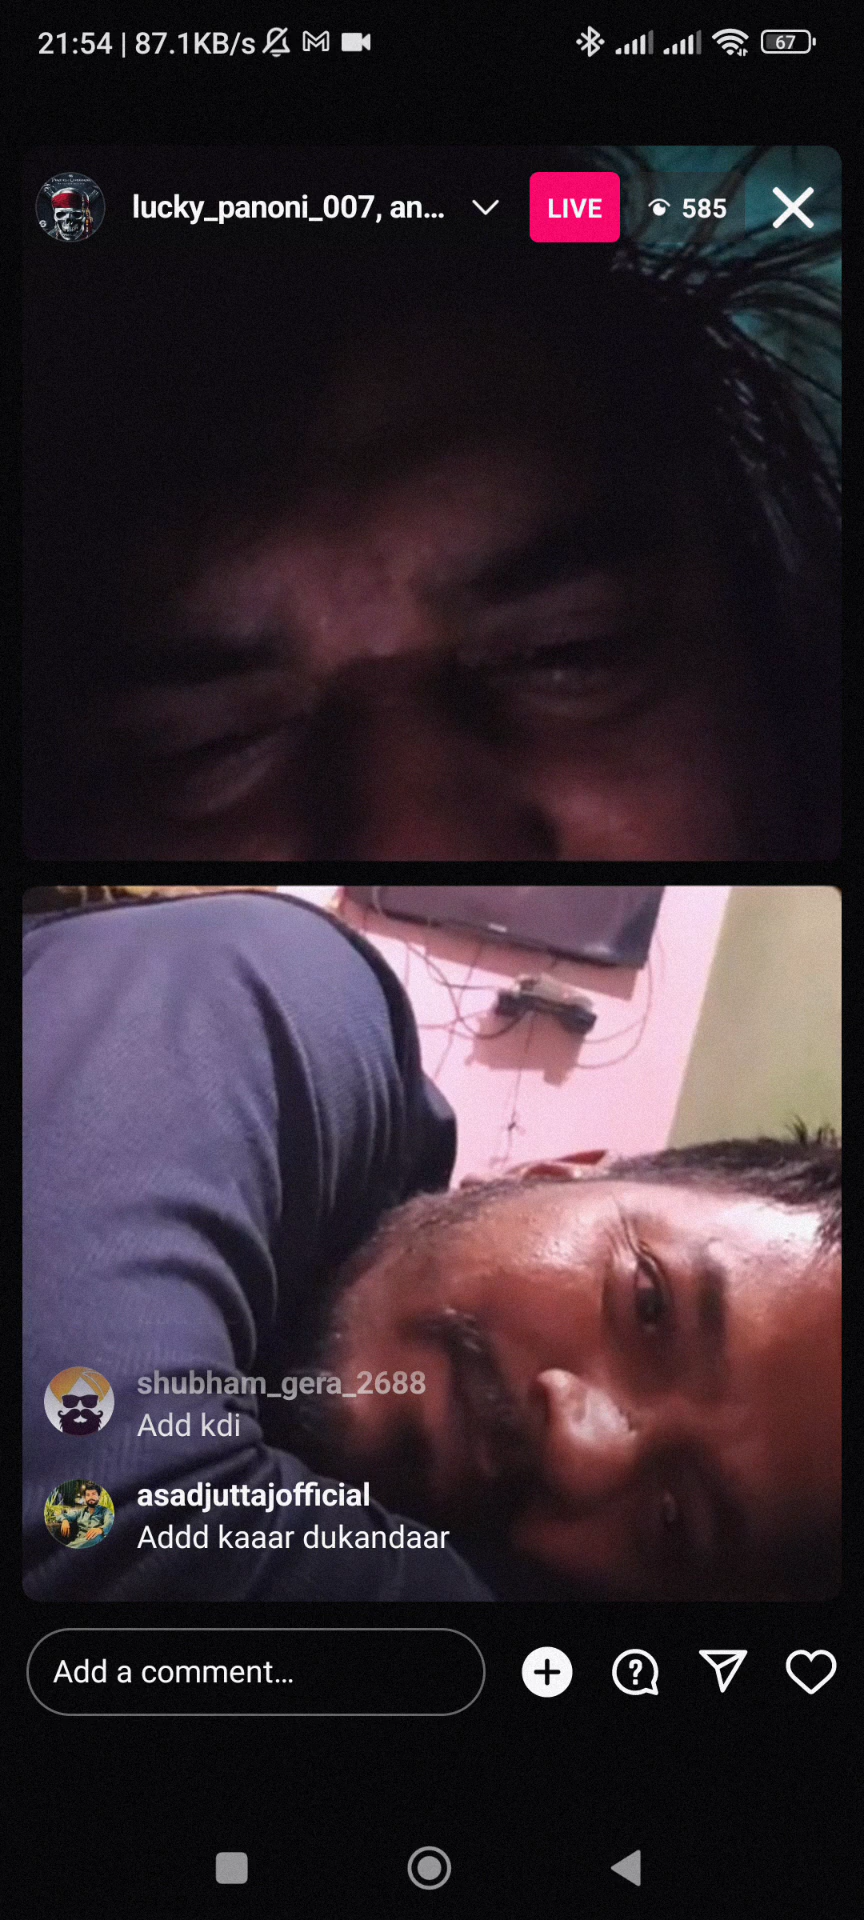 21:54 | 87.1KB/s
67
lucky_panoni_007, an...
LIVE
585
shubham_gera_2688
Add kdi
asadjuttajofficial
Addd kaaar dukandaar
Add a comment...